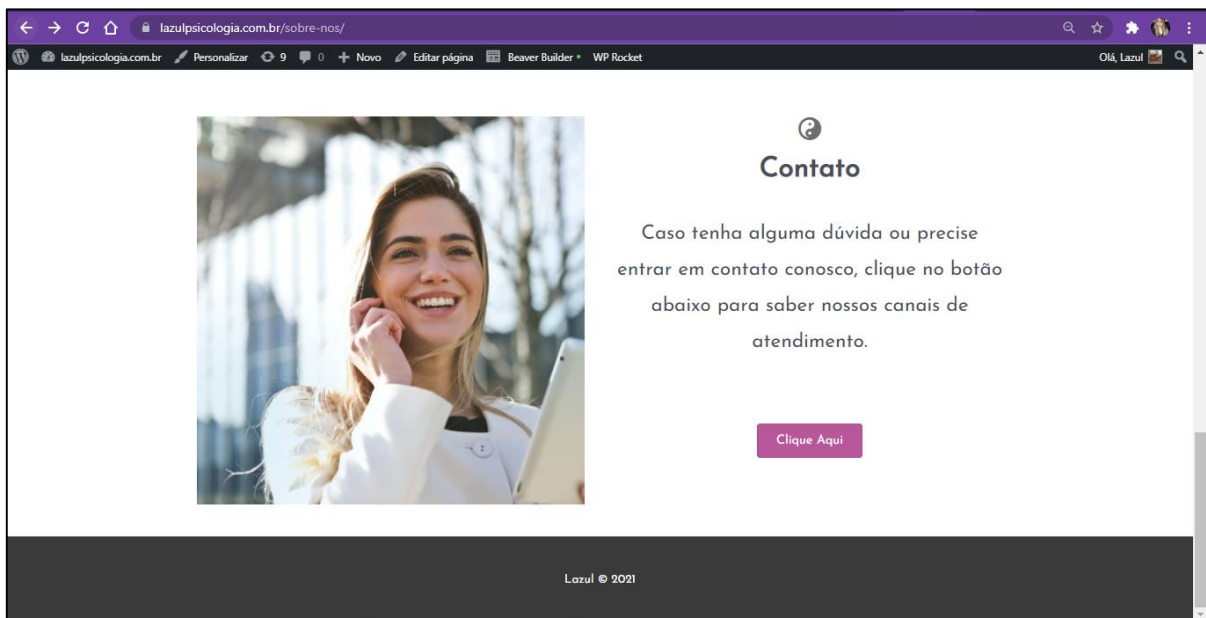 lazulpsicologia.com.br/sobre-nos/
lazulpsicologia.com.br Personalizar 9 0 Novo Editar página Beaver Builder WP Rocket Olá, Lazul
Contato
Caso tenha alguma dúvida ou precise
entrar em contato conosco, clique no botão
abaixo para saber nossos canais de
atendimento.
Clique Aqui
Lazul © 2021